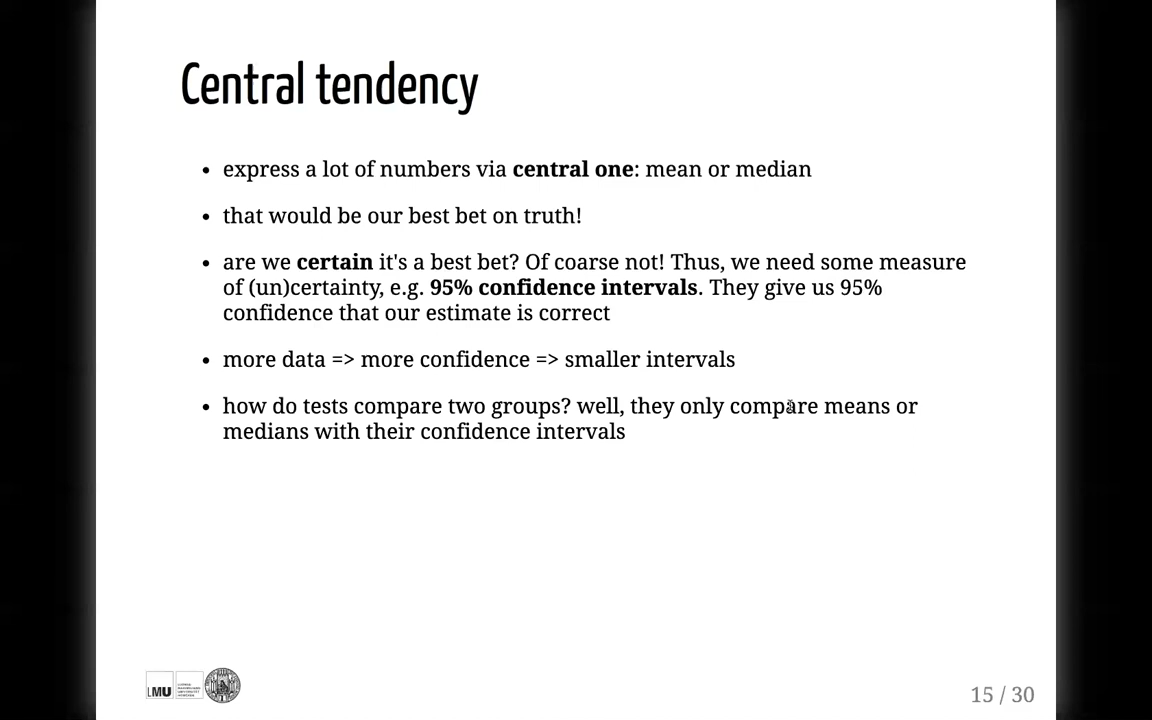 Central tendency
• express a lot of numbers via central one: mean or median
• that would be our best bet on truth!
• are we certain it's a best bet? Of coarse not! Thus, we need some measure
of (un)certainty, e.g. 95% confidence intervals. They give us 95%
confidence that our estimate is correct
• more data => more confidence => smaller intervals
• how do tests compare two groups? well, they only compare means or
medians with their confidence intervals
LMU
15 / 30